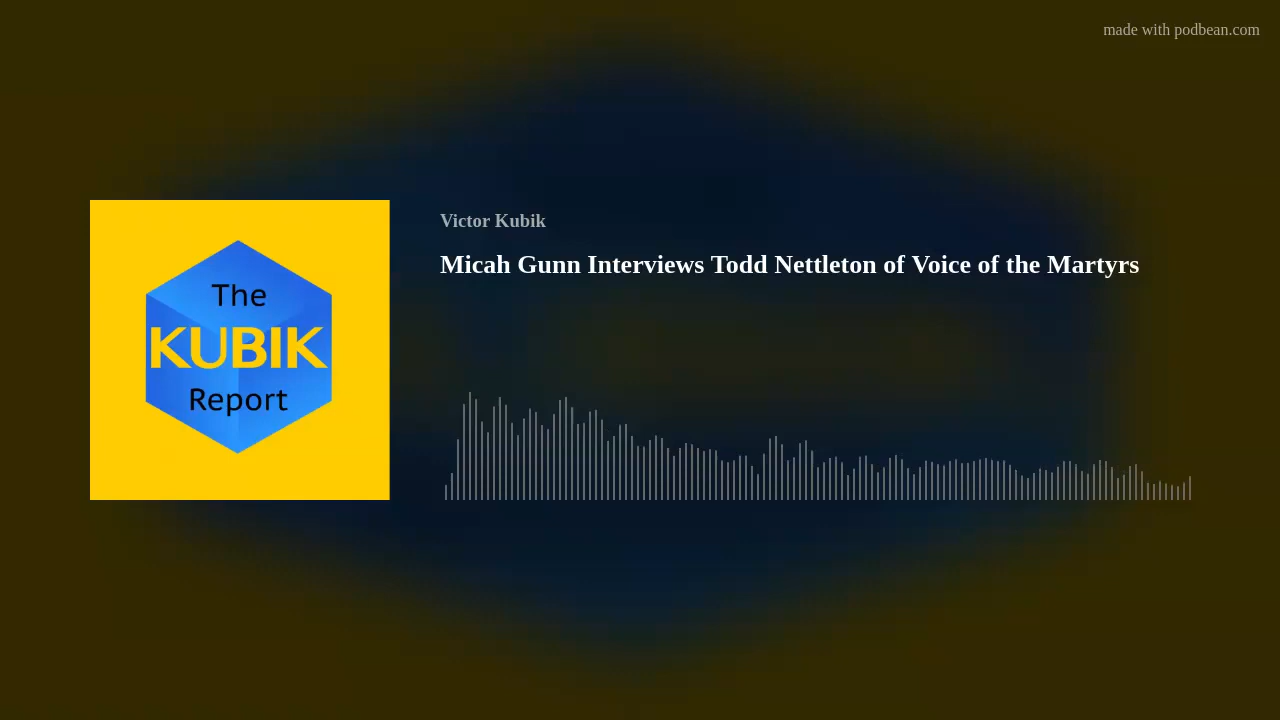 made with podbean.com
The
KUBIK
Report
Victor Kubik
Micah Gunn Interviews Todd Nettleton of Voice of the Martyrs